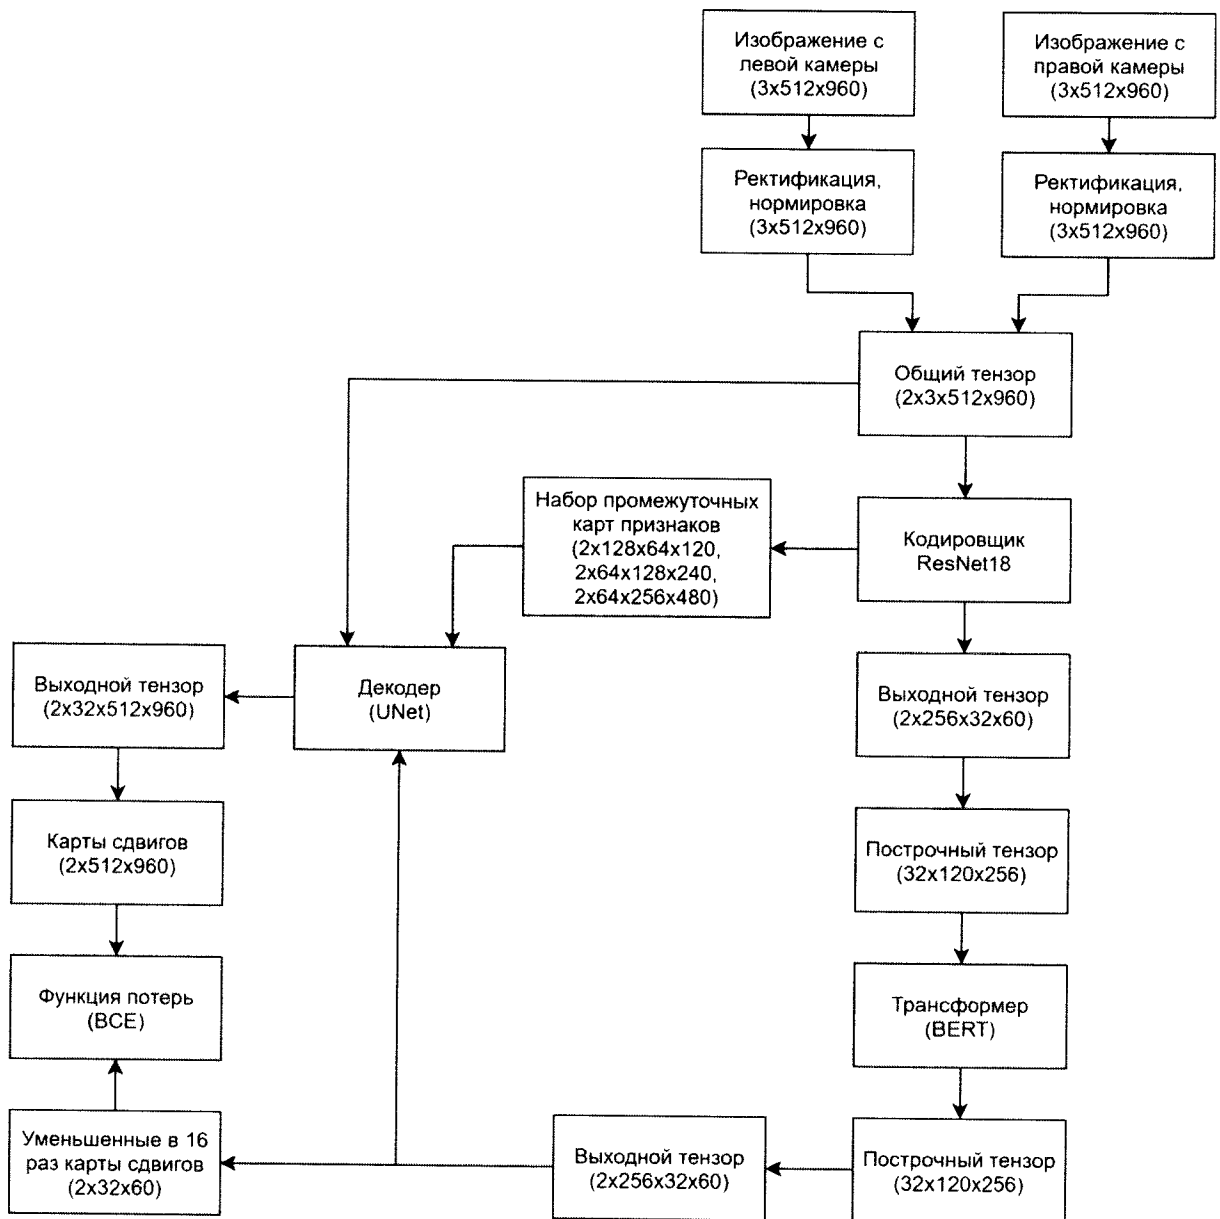 Изображение с
левой камеры
(3x512x960)
Изображение с
правой камеры
(3x512x960)
Ректификация,
нормировка
(3x512x960)
Ректификация,
нормировка
(3x512x960)
Общий тензор
(2x3x512x960)
Набор промежуточных
карт признаков
(2x128x64x120,
2x64x128x240,
2x64x256x480)
Кодировщик
ResNet18
Выходной тензор
(2x32x512x960)
Декодер
(UNet)
Выходной тензор
(2x256x32x60)
Карты сдвигов
(2x512x960)
Построчный тензор
(32x120x256)
Функция потерь
(BCE)
Трансформер
(BERT)
Уменьшенные в 16
раз карты сдвигов
(2x32x60)
Выходной тензор
(2x256x32x60)
Построчный тензор
(32x120x256)